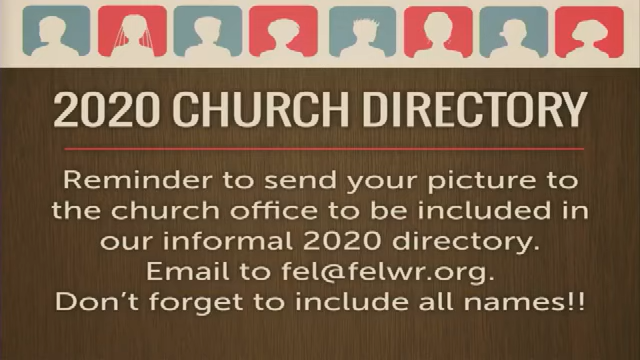 2020 CHURCH DIRECTORY
Reminder to send your picture to
the church office to be included in
our informal 2020 directory.
Email to fel@felwr.org.
Don't forget to include all names!!